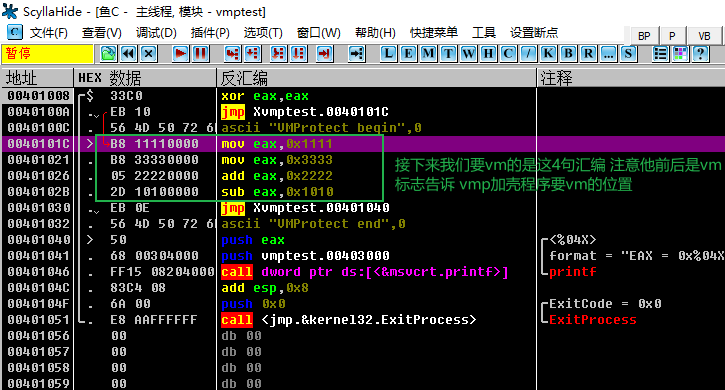 ScyllaHide - [鱼C - 主线程, 模块 - vmptest]
C 文件(F) 查看(V) 调试(D) 插件(P) 选项(T) 窗口(W) 帮助(H) 快捷菜单 工具 设置断点 BP P VB
暂停 L E M T W H C / K B R ... S
地址 HEX 数据 反汇编 注释
00401008 $ 33C0 xor eax,eax
0040100A . EB 10 jmp Xvmptest.0040101C
0040100C . 56 4D 50 72 6 ascii "VMProtect begin",0
0040101C > B8 11110000 mov eax,0x1111
00401021 . B8 33330000 mov eax,0x3333
00401026 . 05 22220000 add eax,0x2222
0040102B . 2D 10100000 sub eax,0x1010
接下来我们要vm的是这4句汇编 注意他前后是vm
标志告诉 vmp加壳程序要vm的位置
00401030 . EB 0E jmp Xvmptest.00401040
00401032 . 56 4D 50 72 6 ascii "VMProtect end",0
00401040 > 50 push eax <%04X>
00401041 . 68 00304000 push vmptest.00403000 format = "EAX = 0x%04X
00401046 . FF15 08204000 call dword ptr ds:[<&msvcrt.printf>] printf
0040104C . 83C4 08 add esp,0x8
0040104F . 6A 00 push 0x0 ExitCode = 0x0
00401051 . E8 AAFFFFFF call <jmp.&kernel32.ExitProcess> ExitProcess
00401056 00 db 00
00401057 00 db 00
00401058 00 db 00
00401059 00 db 00